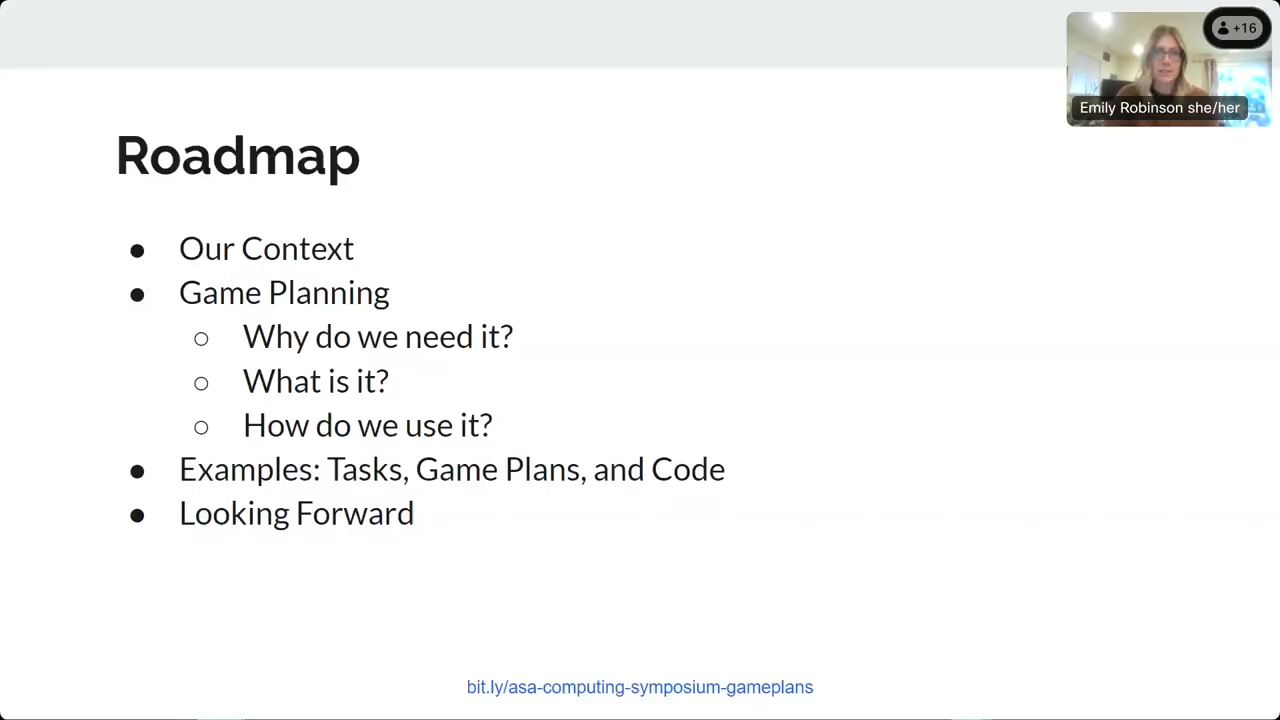 +16
Emily Robinson she/her
Roadmap
● Our Context
● Game Planning
○ Why do we need it?
○ What is it?
○ How do we use it?
● Examples: Tasks, Game Plans, and Code
● Looking Forward
bit.ly/asa-computing-symposium-gameplans